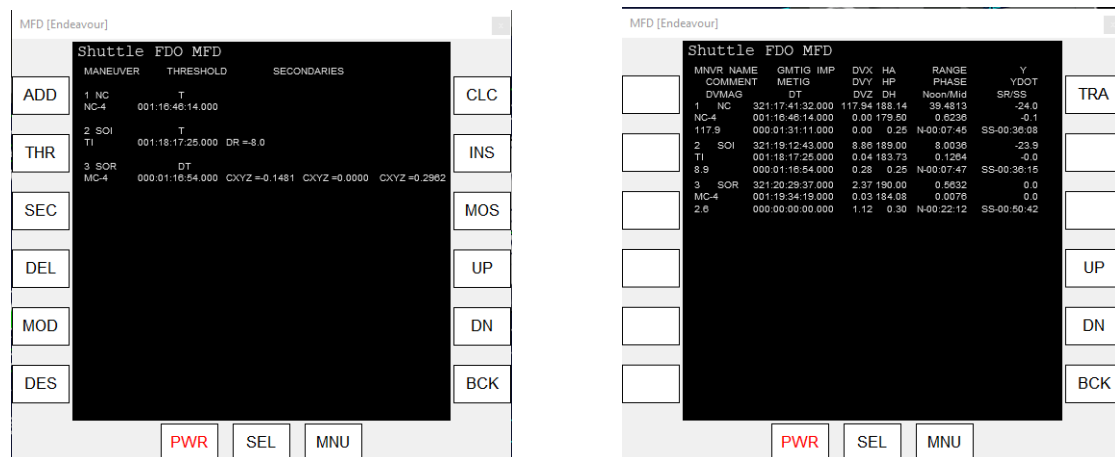 MFD [Endeavour]
Shuttle FDO MFD
MANEUVER THRESHOLD SECONDARIES
1 NC T
NC-4 001:16:46:14.000
2 SOI T
TI 001:18:17:25.000 DR =-8.0
3 SOR DT
MC-4 000:01:16:54.000 CXYZ =-0.1481 CXYZ =0.0000 CXYZ =0.2962
ADD
THR
SEC
DEL
MOD
DES
CLC
INS
MOS
UP
DN
BCK
PWR SEL MNU
MFD [Endeavour]
Shuttle FDO MFD
MNVR NAME GMTIG IMP DVX HA RANGE Y
COMMENT METIG DVY HP PHASE YDOT
DVMAG DT DVZ DH Noon/Mid SR/SS
1 NC 321:17:41:32.000 117.94 188.14 39.4813 -24.0
NC-4 001:16:46:14.000 0.00 179.50 0.6236 -0.1
117.9 000:01:31:11.000 0.00 0.25 N-00:07:45 SS-00:36:08
2 SOI 321:19:12:43.000 8.86 189.00 8.0036 -23.9
TI 001:18:17:25.000 0.04 183.73 0.1264 -0.0
8.9 000:01:16:54.000 0.28 0.25 N-00:07:47 SS-00:36:15
3 SOR 321:20:29:37.000 2.37 190.00 0.5632 0.0
MC-4 001:19:34:19.000 0.03 184.08 0.0076 0.0
2.6 000:00:00:00.000 1.12 0.30 N-00:22:12 SS-00:50:42
TRA
UP
DN
BCK
PWR SEL MNU